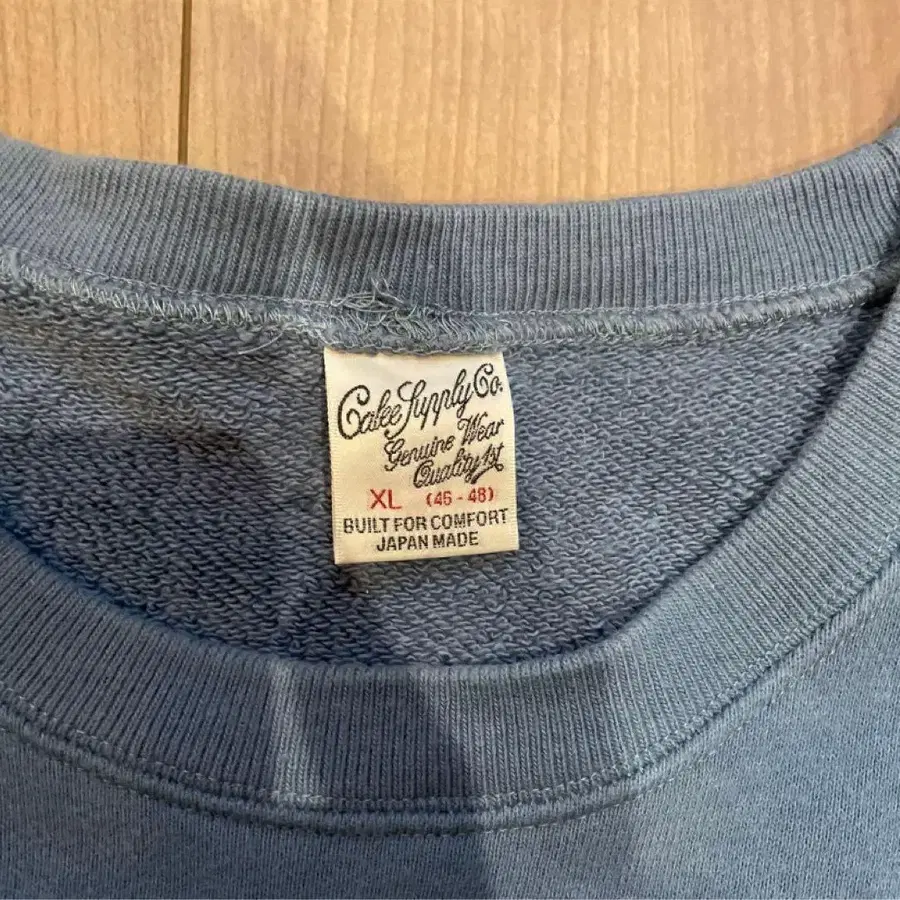 Calee Supply Co.
Genuine Wear
Quality 1st
XL (46-48)
BUILT FOR COMFORT
JAPAN MADE